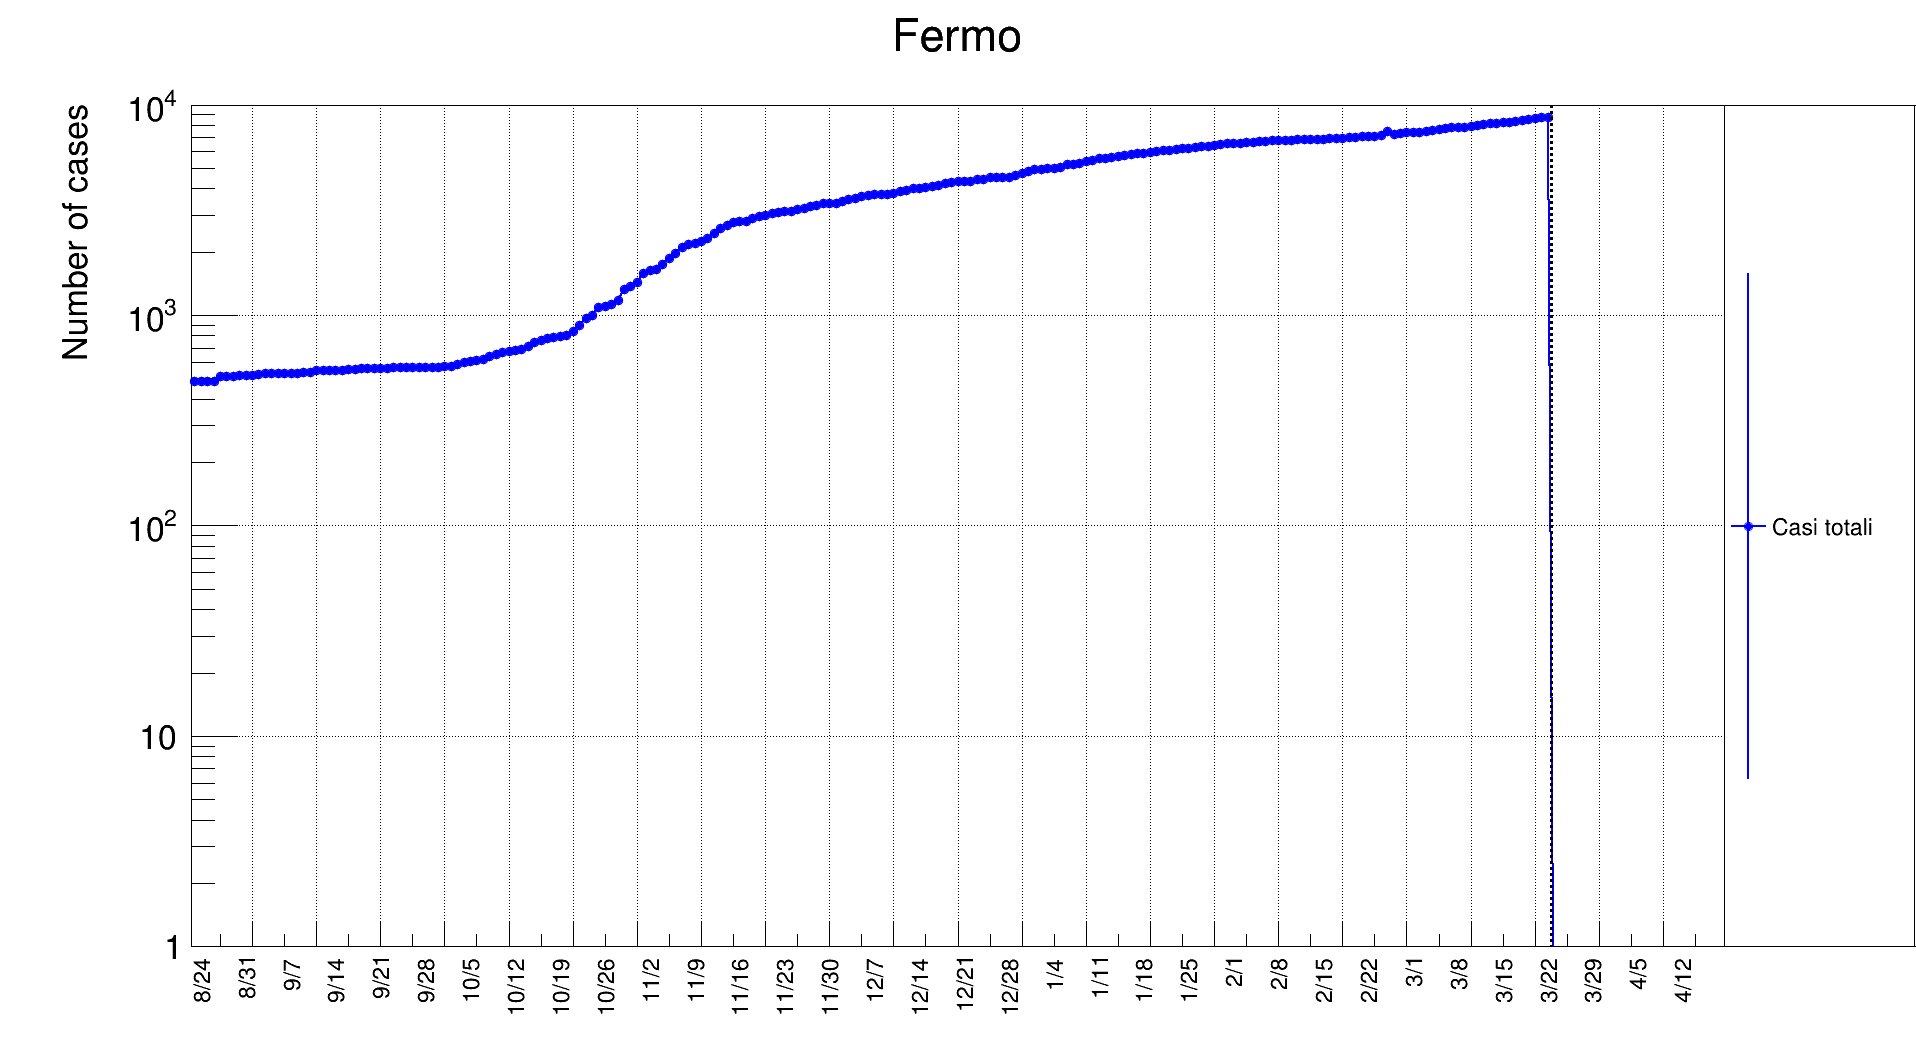 Fermo
Number of cases
10^4
10^3
10^2
10
1
8/24 8/31 9/7 9/14 9/21 9/28 10/5 10/12 10/19 10/26 11/2 11/9 11/16 11/23 11/30 12/7 12/14 12/21 12/28 1/4 1/11 1/18 1/25 2/1 2/8 2/15 2/22 3/1 3/8 3/15 3/22 3/29 4/5 4/12
Casi totali